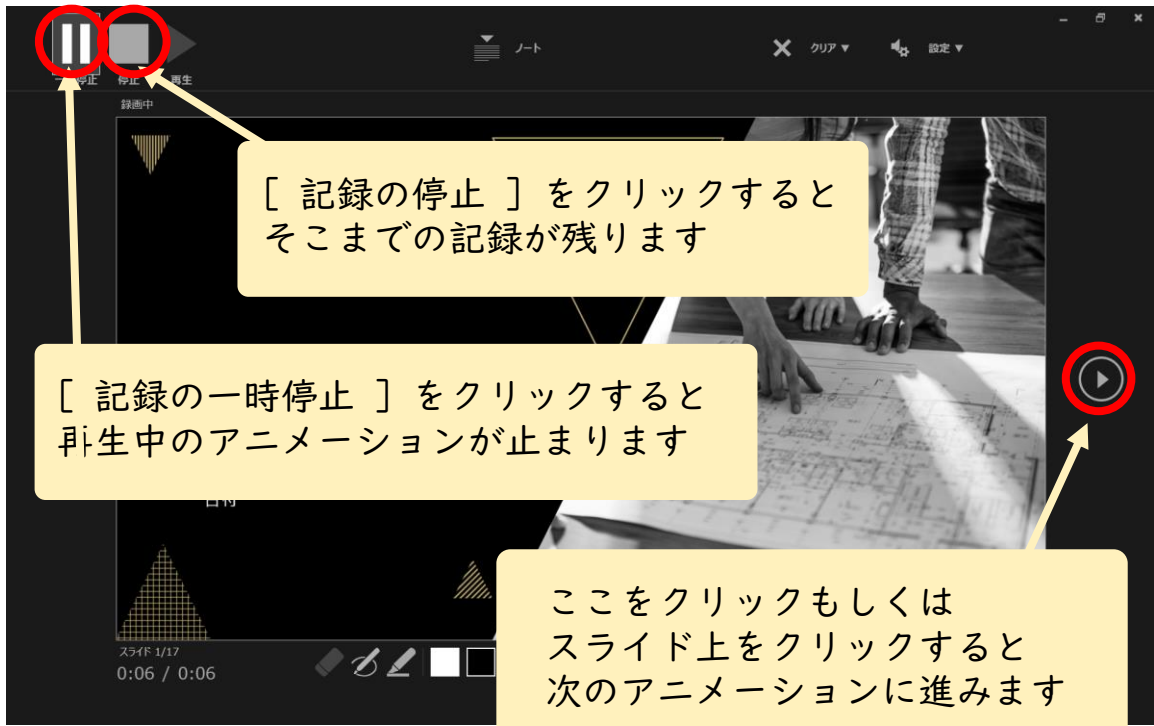 ノート
クリア ▼
設定 ▼
停止
再生
録画中
[ 記録の停止 ] をクリックすると
そこまでの記録が残ります
[ 記録の一時停止 ] をクリックすると
再生中のアニメーションが止まります
ここをクリックもしくは
スライド上をクリックすると
次のアニメーションに進みます
スライド 1/17
0:06 / 0:06